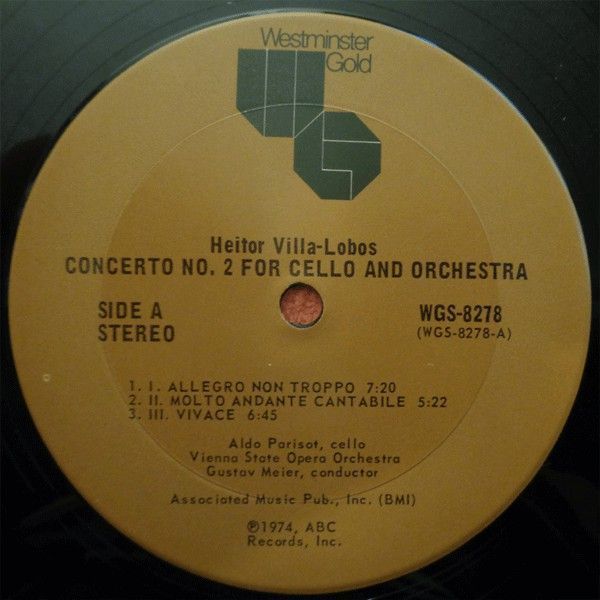 Westminster
Gold
Heitor Villa-Lobos
CONCERTO NO. 2 FOR CELLO AND ORCHESTRA
SIDE A
STEREO
WGS-8278
(WGS-8278-A)
1. I. ALLEGRO NON TROPPO 7:20
2. II. MOLTO ANDANTE CANTABILE 5:22
3. III. VIVACE 6:45
Aldo Parisot, cello
Vienna State Opera Orchestra
Gustav Meier, conductor
Associated Music Pub., Inc. (BMI)
℗1974, ABC
Records, Inc.